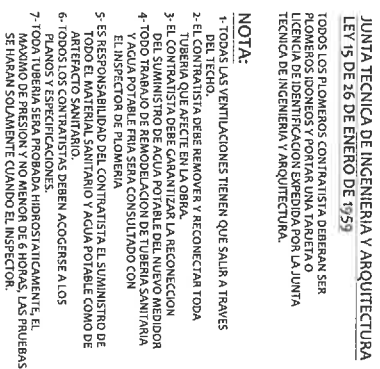 JUNTA TECNICA DE INGENIERIA Y ARQUITECTURA
LEY 15 DE 26 DE ENERO DE 1959
TODOS LOS PLOMEROS CONTRATISTA DEBERAN SER
PLOMEROS IDONEOS Y PORTAR UNA TARJETA O
LICENCIA DE IDENTIFICACION EXPEDIDA POR LA JUNTA
TECNICA DE INGENIERIA Y ARQUITECTURA.
NOTA:
1- TODOS LAS VENTILACIONES TIENEN QUE SALIR A TRAVES
DEL TECHO.
2- EL CONTRATISTA DEBE REMOVER Y RECONECTAR TODA
TUBERIA QUE AFECTE EN LA OBRA.
3- EL CONTRATISTA DEBE GARANTIZAR LA RECONECCION
DEL SUMINISTRO DE AGUA POTABLE DEL NUEVO MEDIDOR
4- TODO TRABAJO DE REMODELACION DE TUBERIA SANITARIA
Y AGUA POTABLE FRIA SERA CONSULTADO CON
EL INSPECTOR DE PLOMERIA
5- ES RESPONSABILIDAD DEL CONTRATISTA EL SUMINISTRO DE
TODO EL MATERIAL SANITARIO Y AGUA POTABLE COMO DE
ARTEFACTO SANITARIO.
6- TODOS LOS CONTRATISTAS DEBEN ACOGERSE A LOS
PLANOS Y ESPECIFICACIONES.
7- TODA TUBERIA SERA PROBADA HIDROSTATICAMENTE, EL
MAXIMO DE PRESION Y NO MENOR DE 6 HORAS, LAS PRUEBAS
SE HARAN SOLAMENTE CUANDO EL INSPECTOR.